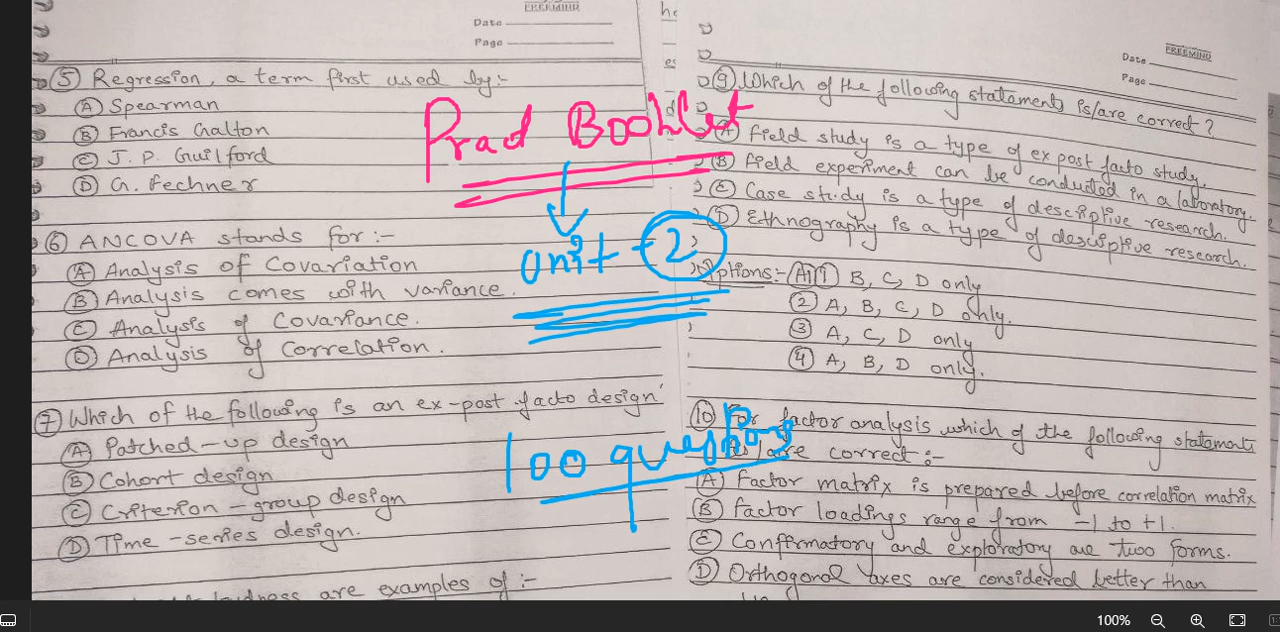 FREEMIND
Date
Page
5 Regression, a term first used by:-
A Spearman
B Francis Galton
C J. P. Guilford
D G. Fechner
6 ANCOVA stands for:-
A Analysis of Covariation
B Analysis comes with variance.
C Analysis of Covariance.
D Analysis of Correlation.
7 Which of the following is an ex-post facto design
A Patched-up design
B Cohort design
C Criterion-group design
D Time-series design.
loudness are examples of :-
Prad Booklet
Unit - 2
100 questions
FREEMIND
Date
Page
9 Which of the following statements is/are correct?
A Field study is a type of ex post facto study.
B Field experiment can be conducted in a laboratory.
C Case study is a type of descriptive research.
D Ethnography is a type of descriptive research.
Options:- 1 B, C, D only
2 A, B, C, D only.
3 A, C, D only
4 A, B, D only.
10 For factor analysis which of the following statements
is/are correct:-
A Factor matrix is prepared before correlation matrix
B Factor loadings range from -1 to +1.
C Confirmatory and exploratory are two forms.
D Orthogonal axes are considered better than
100%